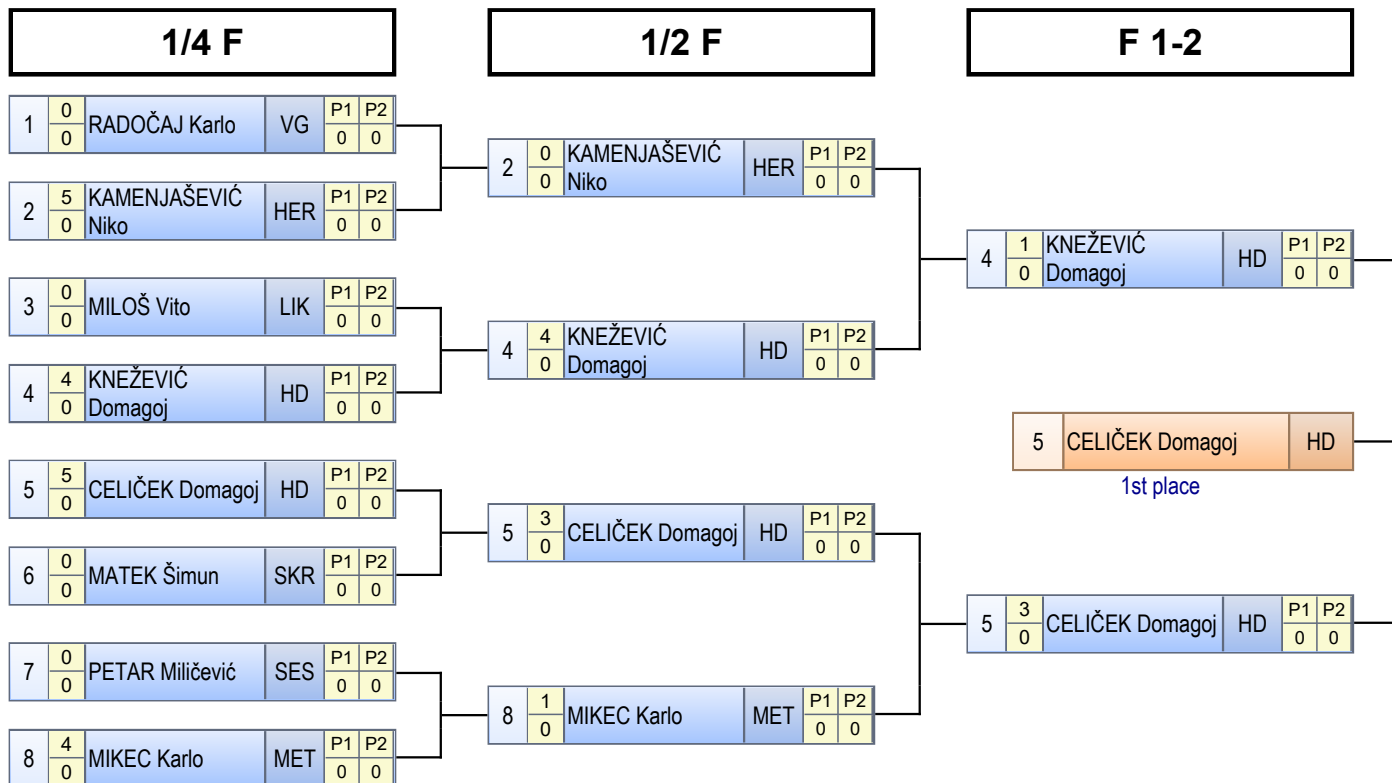 1/4 F
1/2 F
F 1-2
1 0 0 RADOČAJ Karlo VG P1 P2 0 0
2 5 0 KAMENJAŠEVIĆ Niko HER P1 P2 0 0
3 0 0 MILOŠ Vito LIK P1 P2 0 0
4 4 0 KNEŽEVIĆ Domagoj HD P1 P2 0 0
5 5 0 CELIČEK Domagoj HD P1 P2 0 0
6 0 0 MATEK Šimun SKR P1 P2 0 0
7 0 0 PETAR Miličević SES P1 P2 0 0
8 4 0 MIKEC Karlo MET P1 P2 0 0
2 0 0 KAMENJAŠEVIĆ Niko HER P1 P2 0 0
4 4 0 KNEŽEVIĆ Domagoj HD P1 P2 0 0
5 3 0 CELIČEK Domagoj HD P1 P2 0 0
8 1 0 MIKEC Karlo MET P1 P2 0 0
4 1 0 KNEŽEVIĆ Domagoj HD P1 P2 0 0
5 CELIČEK Domagoj HD
1st place
5 3 0 CELIČEK Domagoj HD P1 P2 0 0